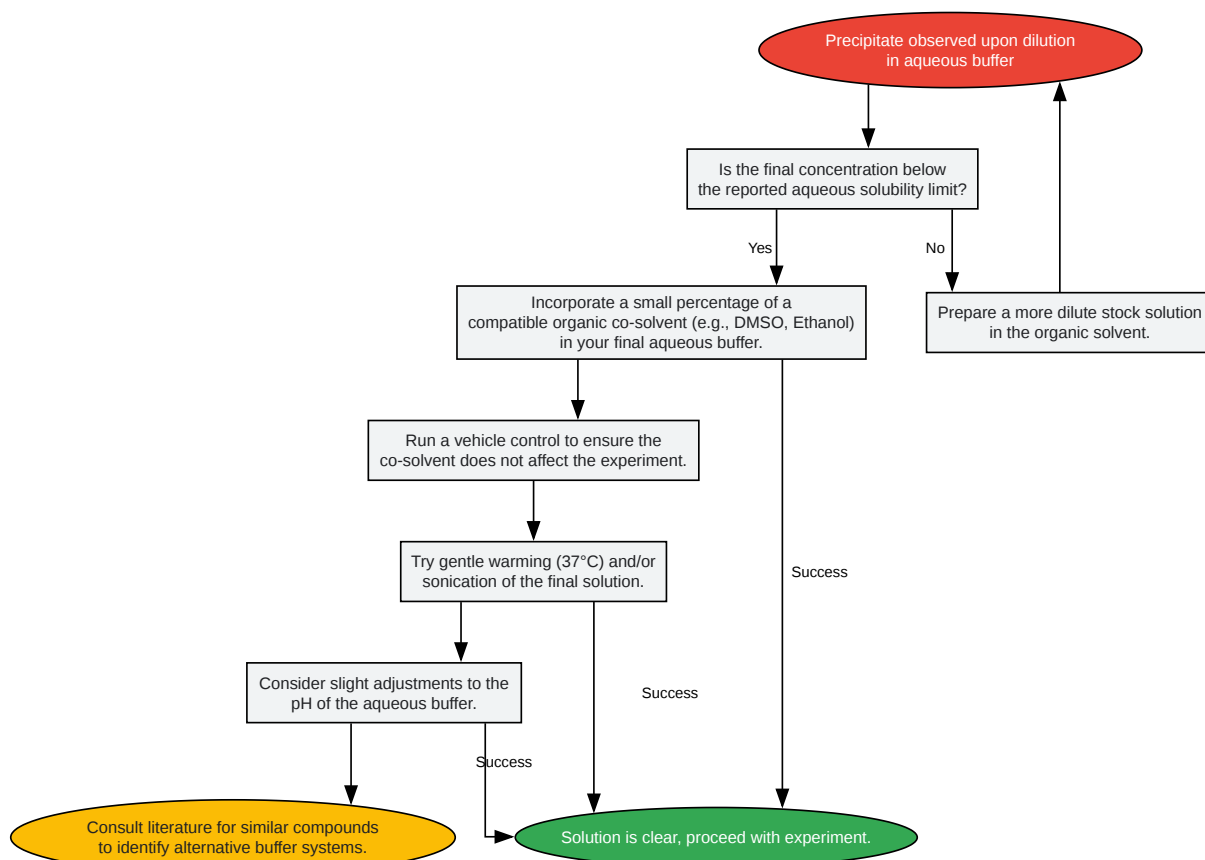 Precipitate observed upon dilution
in aqueous buffer
Is the final concentration below
the reported aqueous solubility limit?
Yes
No
Incorporate a small percentage of a
compatible organic co-solvent (e.g., DMSO, Ethanol)
in your final aqueous buffer.
Prepare a more dilute stock solution
in the organic solvent.
Run a vehicle control to ensure the
co-solvent does not affect the experiment.
Try gentle warming (37°C) and/or
sonication of the final solution.
Success
Consider slight adjustments to the
pH of the aqueous buffer.
Success
Success
Consult literature for similar compounds
to identify alternative buffer systems.
Solution is clear, proceed with experiment.